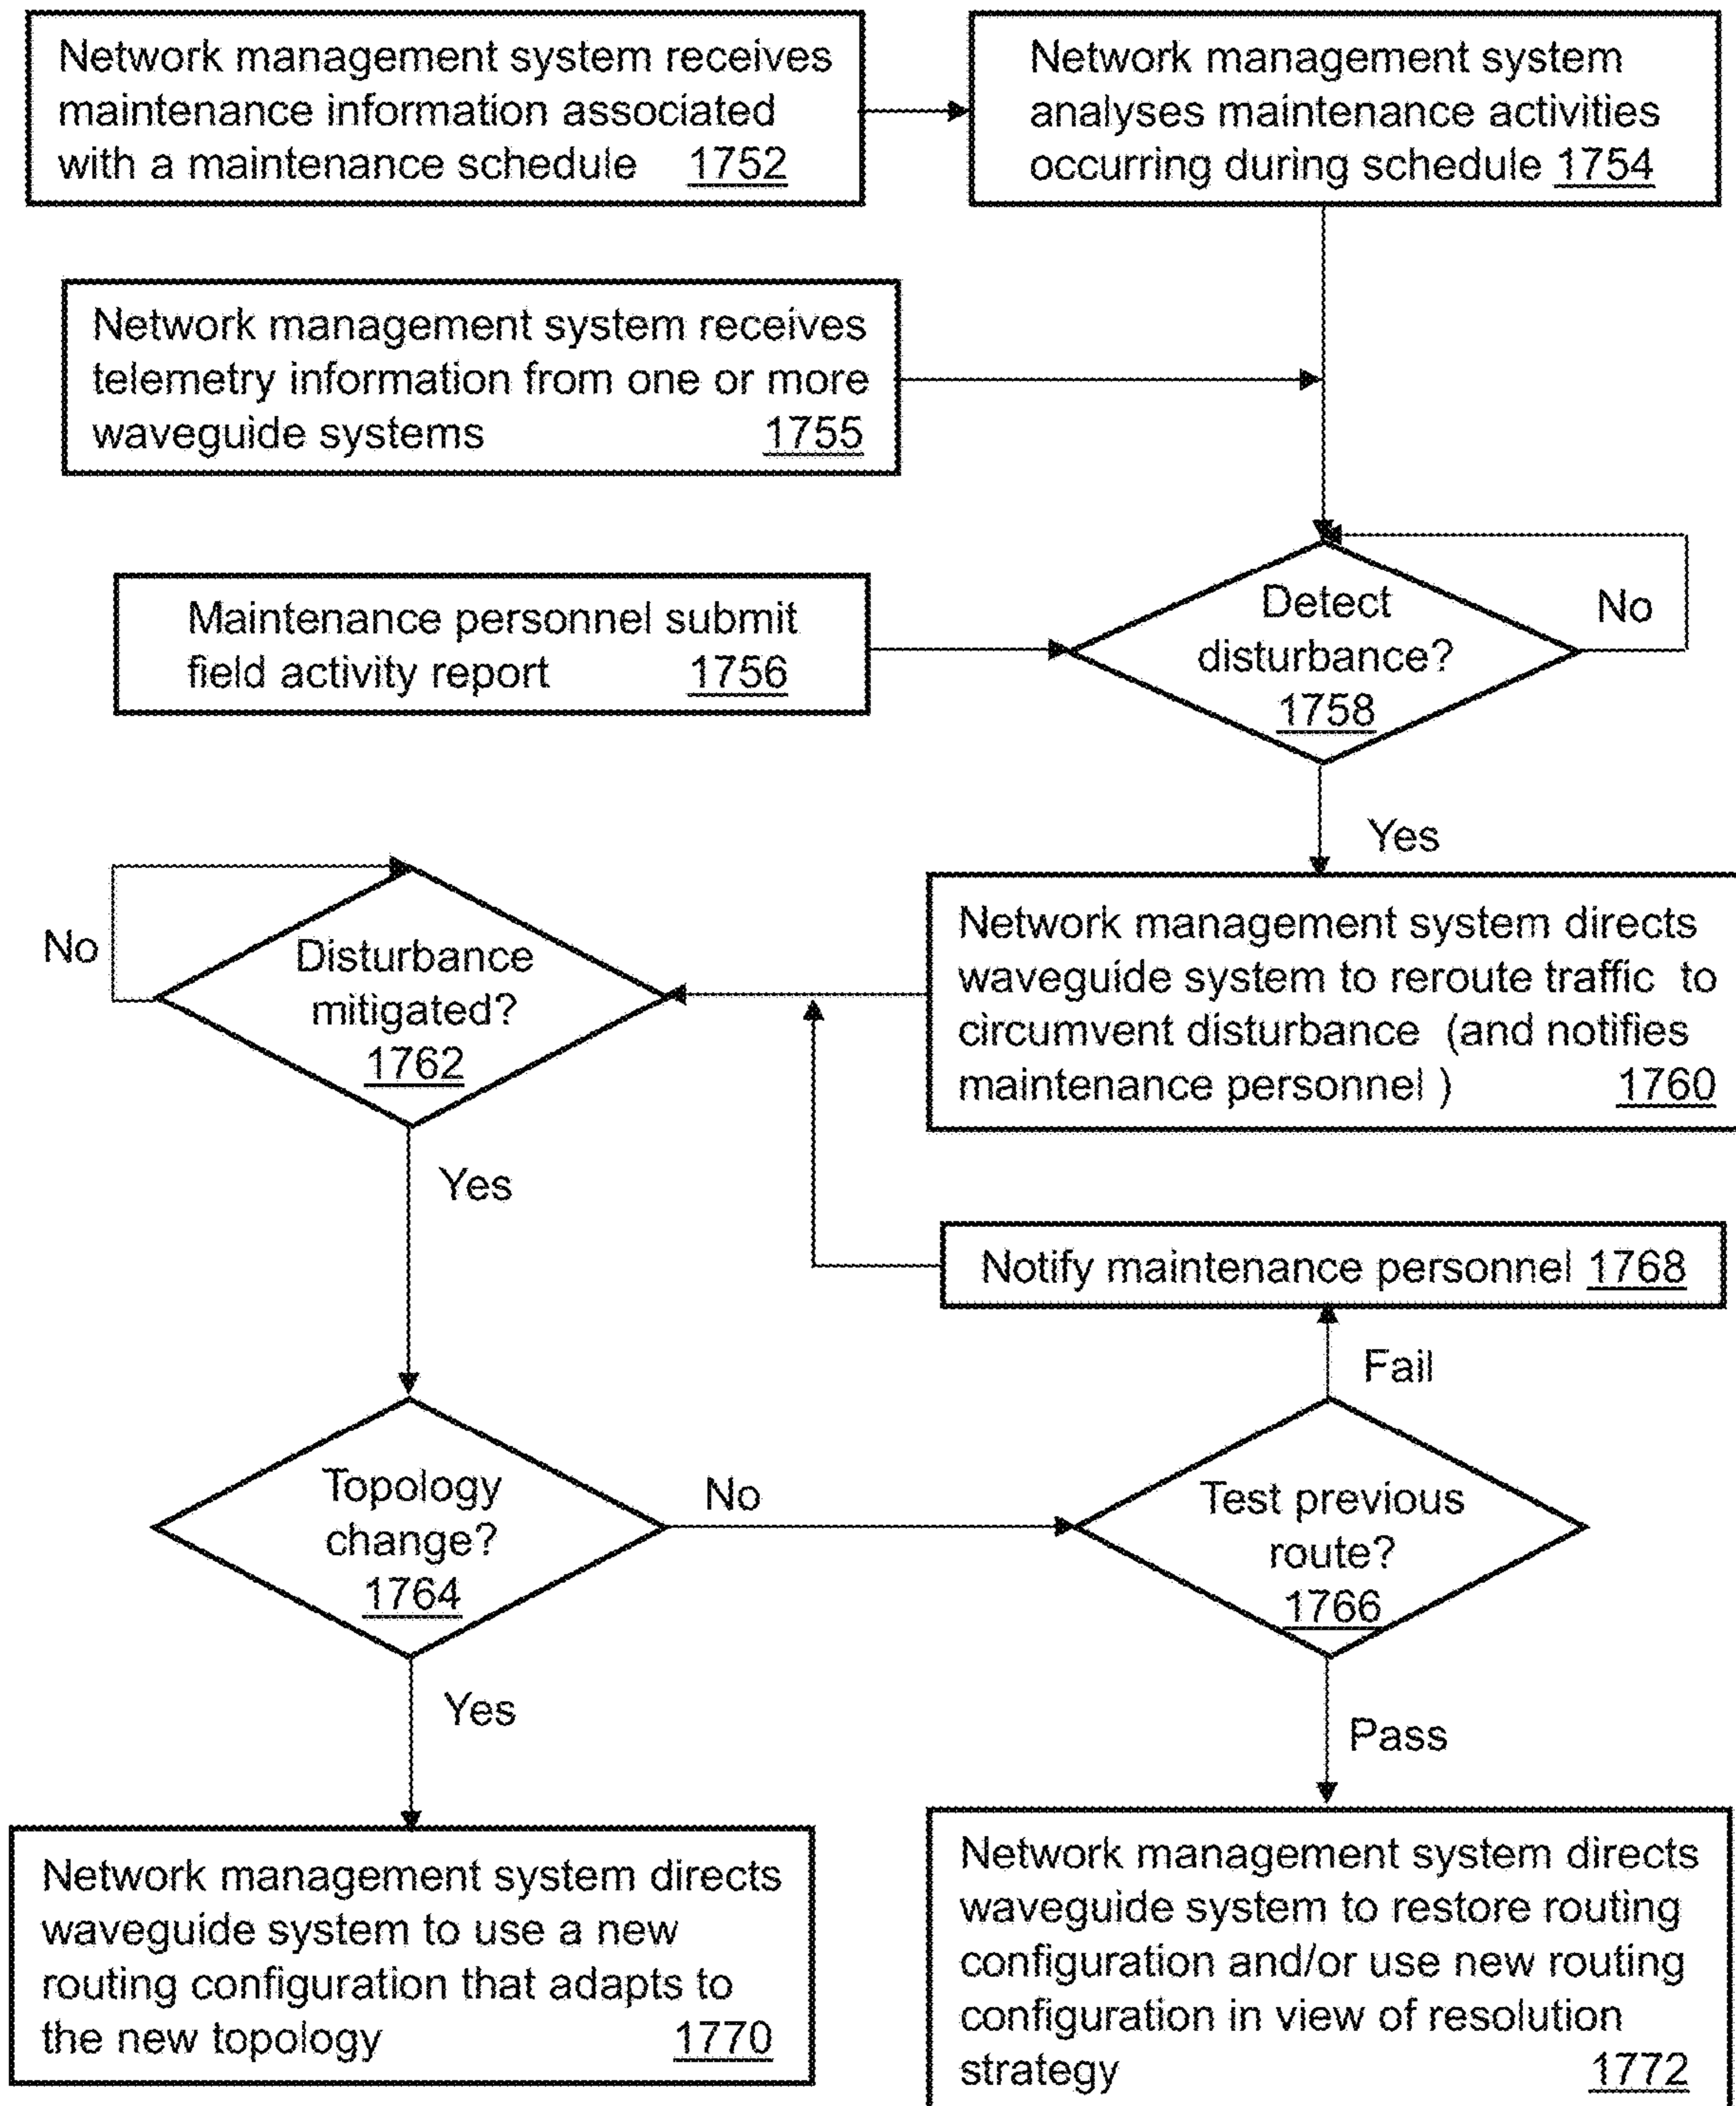 Network management system receives
maintenance information associated
with a maintenance schedule 1752
Network management system
analyses maintenance activities
occurring during schedule 1754
Network management system receives
telemetry information from one or more
waveguide systems 1755
Maintenance personnel submit
field activity report 1756
Detect
disturbance?
1758
No
Yes
Network management system directs
waveguide system to reroute traffic to
circumvent disturbance (and notifies
maintenance personnel ) 1760
No
Disturbance
mitigated?
1762
Yes
Notify maintenance personnel 1768
Fail
Topology
change?
1764
No
Test previous
route?
1766
Yes
Pass
Network management system directs
waveguide system to use a new
routing configuration that adapts to
the new topology 1770
Network management system directs
waveguide system to restore routing
configuration and/or use new routing
configuration in view of resolution
strategy 1772